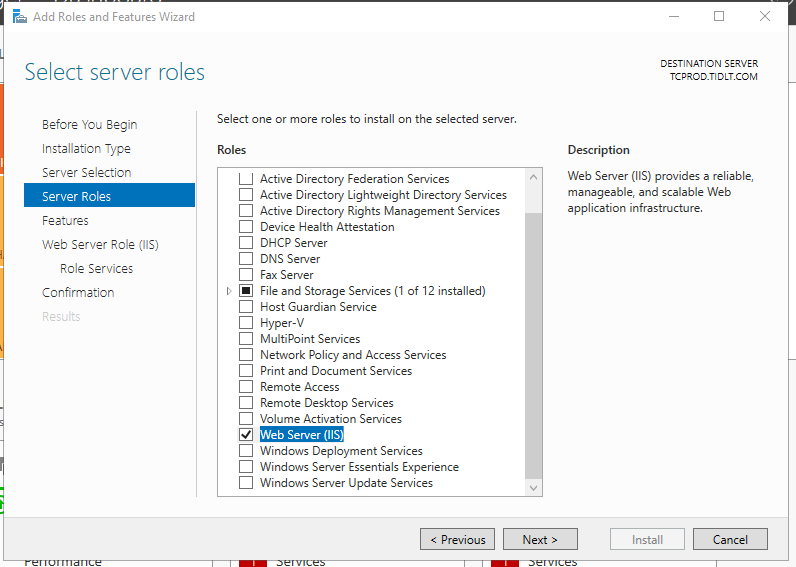 Add Roles and Features Wizard
Select server roles
DESTINATION SERVER
TCPROD.TIDLT.COM
Before You Begin
Installation Type
Server Selection
Server Roles
Features
Web Server Role (IIS)
Role Services
Confirmation
Results
Select one or more roles to install on the selected server.
Roles
Active Directory Federation Services
Active Directory Lightweight Directory Services
Active Directory Rights Management Services
Device Health Attestation
DHCP Server
DNS Server
Fax Server
File and Storage Services (1 of 12 installed)
Host Guardian Service
Hyper-V
MultiPoint Services
Network Policy and Access Services
Print and Document Services
Remote Access
Remote Desktop Services
Volume Activation Services
Web Server (IIS)
Windows Deployment Services
Windows Server Essentials Experience
Windows Server Update Services
Description
Web Server (IIS) provides a reliable,
manageable, and scalable Web
application infrastructure.
< Previous
Next >
Install
Cancel
Performance
Services
Services